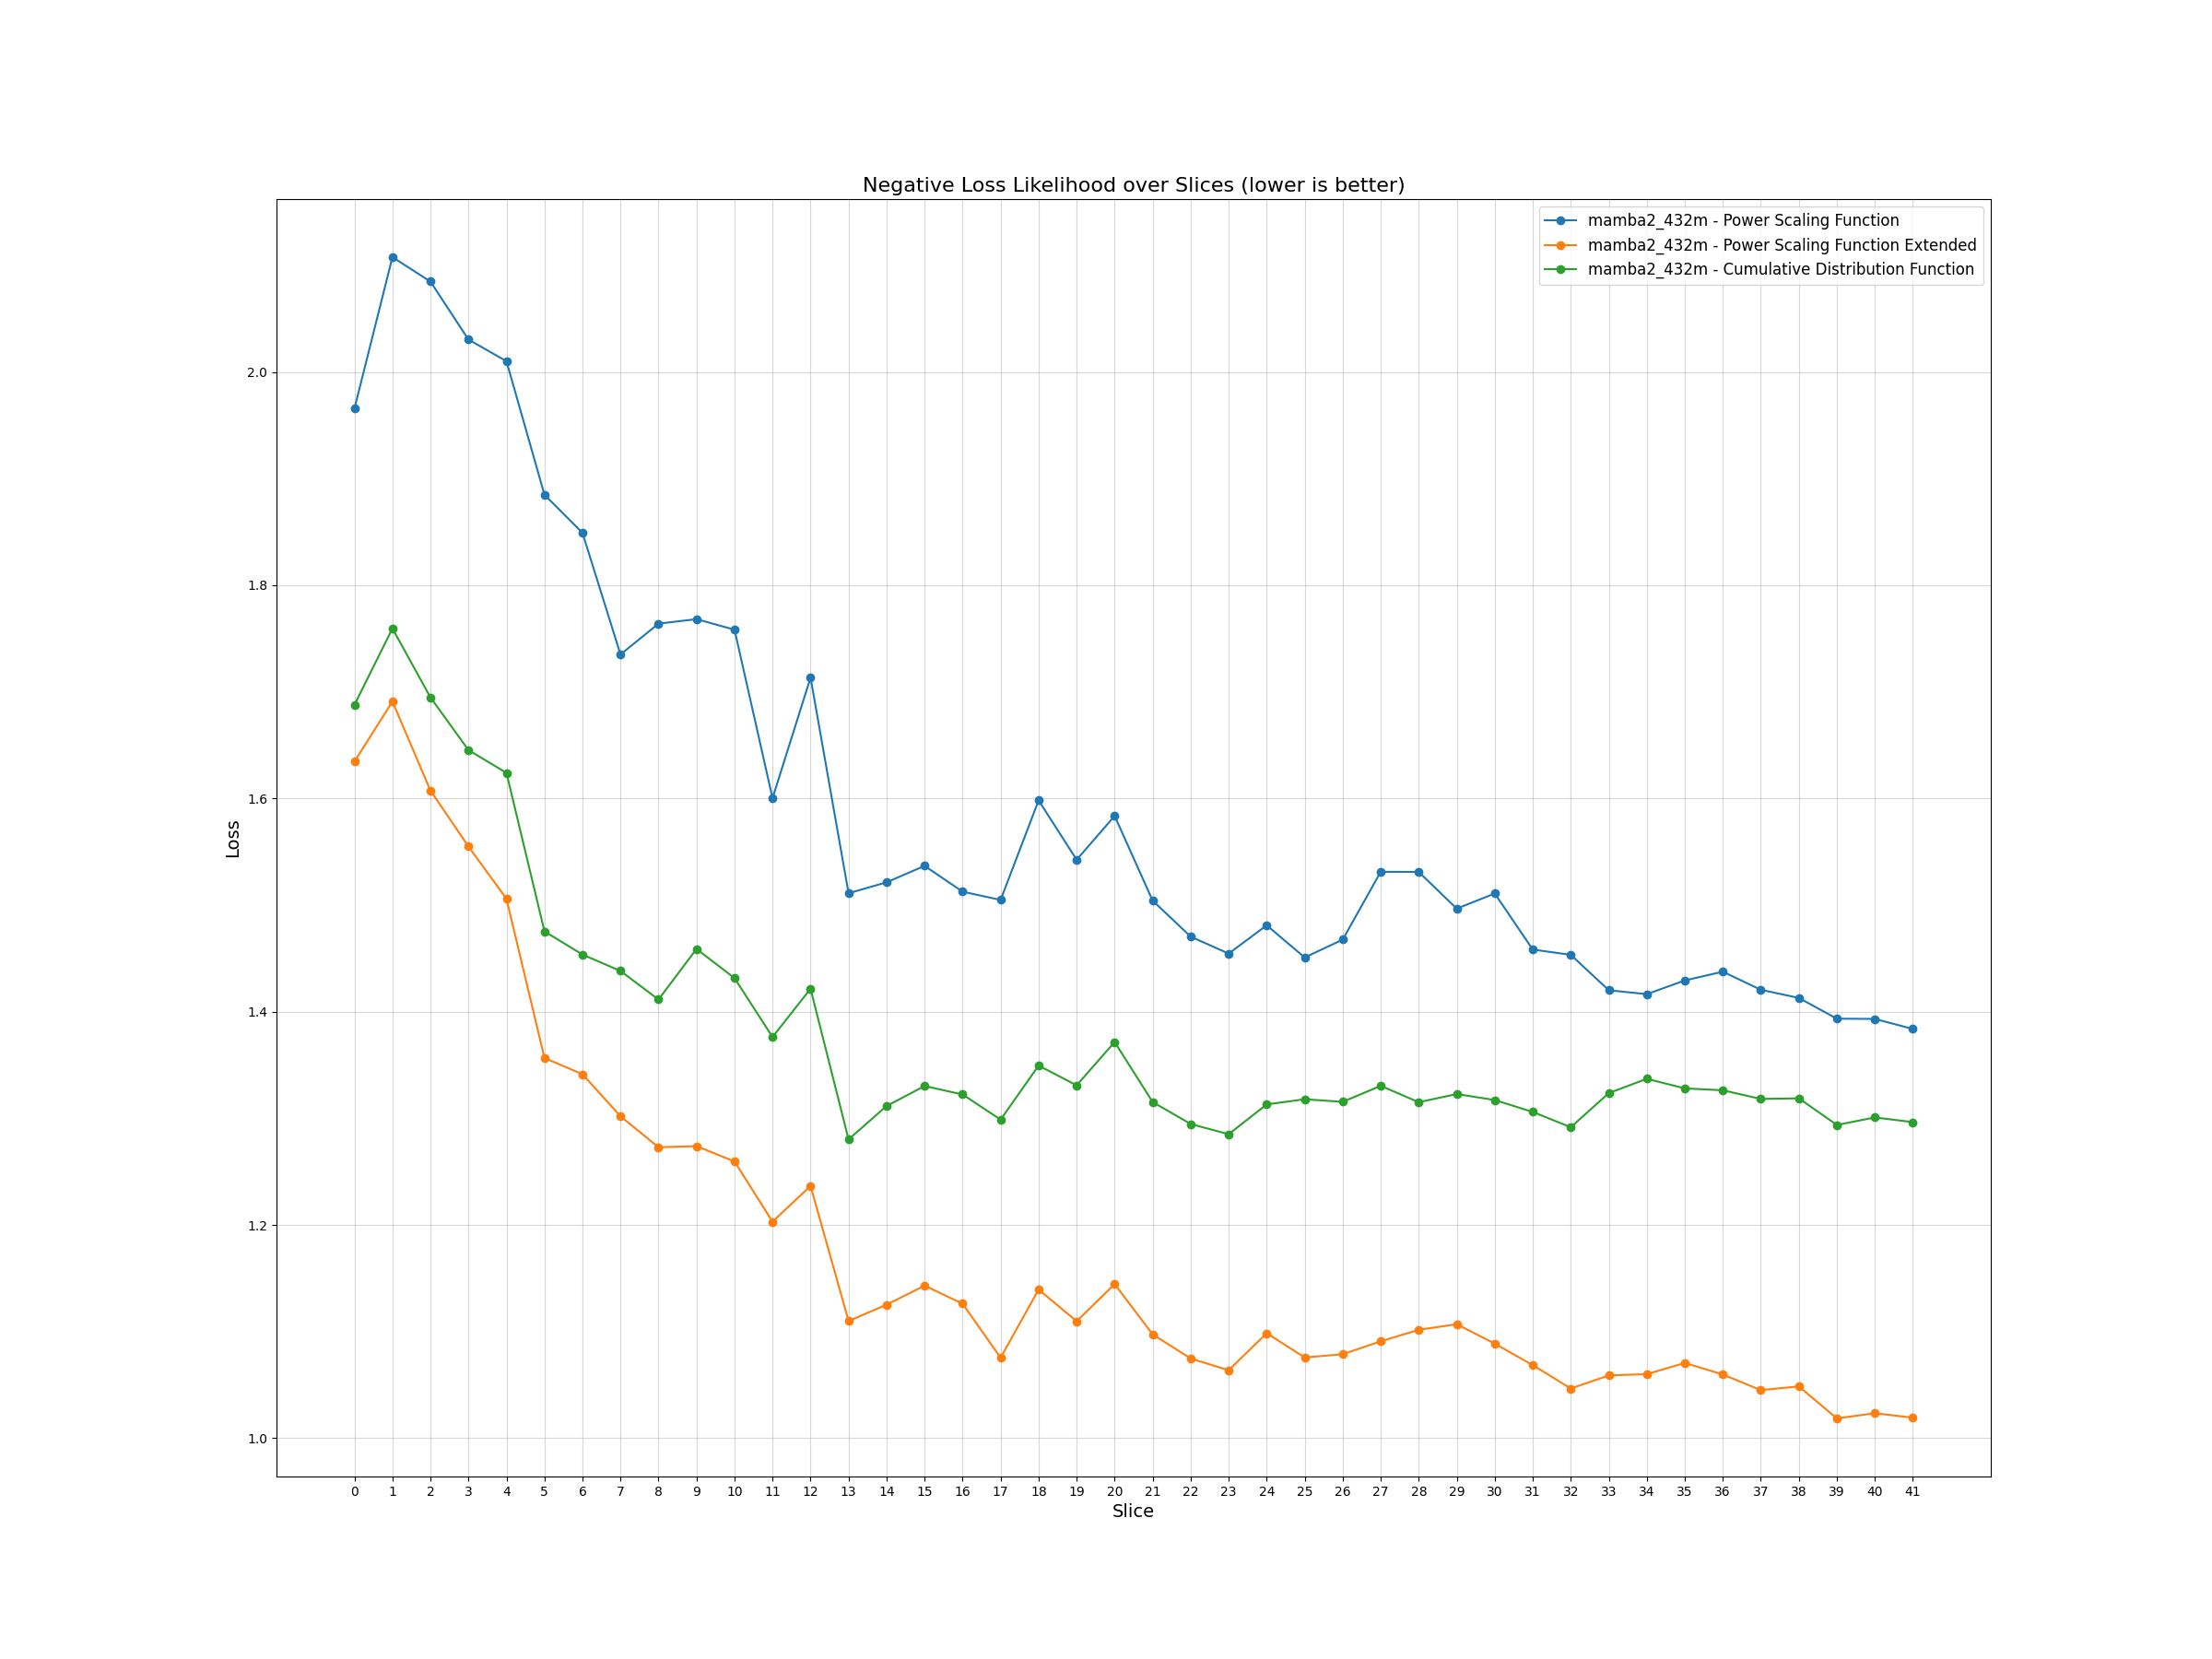 Negative Loss Likelihood over Slices (lower is better)
mamba2_432m - Power Scaling Function
mamba2_432m - Power Scaling Function Extended
mamba2_432m - Cumulative Distribution Function
Loss
2.0
1.8
1.6
1.4
1.2
1.0
0 1 2 3 4 5 6 7 8 9 10 11 12 13 14 15 16 17 18 19 20 21 22 23 24 25 26 27 28 29 30 31 32 33 34 35 36 37 38 39 40 41
Slice